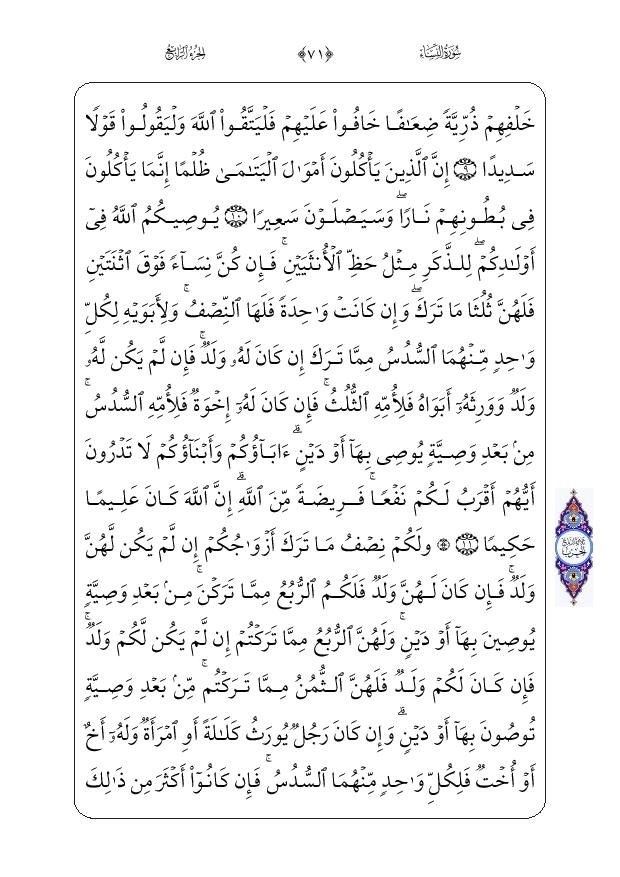 سُورَةُ النِّسَاءِ ﴿٧١﴾ الجُزْءُ الرَّابِعُ
خَلۡفِهِمۡ ذُرِّيَّةٗ ضِعَٰفًا خَافُواْ عَلَيۡهِمۡ فَلۡيَتَّقُواْ ٱللَّهَ وَلۡيَقُولُواْ قَوۡلٗا
سَدِيدًا ٩ إِنَّ ٱلَّذِينَ يَأۡكُلُونَ أَمۡوَٰلَ ٱلۡيَتَٰمَىٰ ظُلۡمًا إِنَّمَا يَأۡكُلُونَ
فِي بُطُونِهِمۡ نَارٗاۖ وَسَيَصۡلَوۡنَ سَعِيرٗا ١٠ يُوصِيكُمُ ٱللَّهُ فِيٓ
أَوۡلَٰدِكُمۡۖ لِلذَّكَرِ مِثۡلُ حَظِّ ٱلۡأُنثَيَيۡنِۚ فَإِن كُنَّ نِسَآءٗ فَوۡقَ ٱثۡنَتَيۡنِ
فَلَهُنَّ ثُلُثَا مَا تَرَكَۖ وَإِن كَانَتۡ وَٰحِدَةٗ فَلَهَا ٱلنِّصۡفُۚ وَلِأَبَوَيۡهِ لِكُلِّ
وَٰحِدٖ مِّنۡهُمَا ٱلسُّدُسُ مِمَّا تَرَكَ إِن كَانَ لَهُۥ وَلَدٞۚ فَإِن لَّمۡ يَكُن لَّهُۥ
وَلَدٞ وَوَرِثَهُۥٓ أَبَوَاهُ فَلِأُمِّهِ ٱلثُّلُثُۚ فَإِن كَانَ لَهُۥٓ إِخۡوَةٞ فَلِأُمِّهِ ٱلسُّدُسُۚ
مِنۢ بَعۡدِ وَصِيَّةٖ يُوصِي بِهَآ أَوۡ دَيۡنٍۗ ءَابَآؤُكُمۡ وَأَبۡنَآؤُكُمۡ لَا تَدۡرُونَ
أَيُّهُمۡ أَقۡرَبُ لَكُمۡ نَفۡعٗاۚ فَرِيضَةٗ مِّنَ ٱللَّهِۗ إِنَّ ٱللَّهَ كَانَ عَلِيمًا
حَكِيمٗا ١١ ۞ وَلَكُمۡ نِصۡفُ مَا تَرَكَ أَزۡوَٰجُكُمۡ إِن لَّمۡ يَكُن لَّهُنَّ
وَلَدٞۚ فَإِن كَانَ لَهُنَّ وَلَدٞ فَلَكُمُ ٱلرُّبُعُ مِمَّا تَرَكۡنَۚ مِنۢ بَعۡدِ وَصِيَّةٖ
يُوصِينَ بِهَآ أَوۡ دَيۡنٖۚ وَلَهُنَّ ٱلرُّبُعُ مِمَّا تَرَكۡتُمۡ إِن لَّمۡ يَكُن لَّكُمۡ وَلَدٞۚ
فَإِن كَانَ لَكُمۡ وَلَدٞ فَلَهُنَّ ٱلثُّمُنُ مِمَّا تَرَكۡتُمۚ مِّنۢ بَعۡدِ وَصِيَّةٖ
تُوصُونَ بِهَآ أَوۡ دَيۡنٖۗ وَإِن كَانَ رَجُلٞ يُورَثُ كَلَٰلَةً أَوِ ٱمۡرَأَةٞ وَلَهُۥٓ أَخٌ
أَوۡ أُخۡتٞ فَلِكُلِّ وَٰحِدٖ مِّنۡهُمَا ٱلسُّدُسُۚ فَإِن كَانُوٓاْ أَكۡثَرَ مِن ذَٰلِكَ